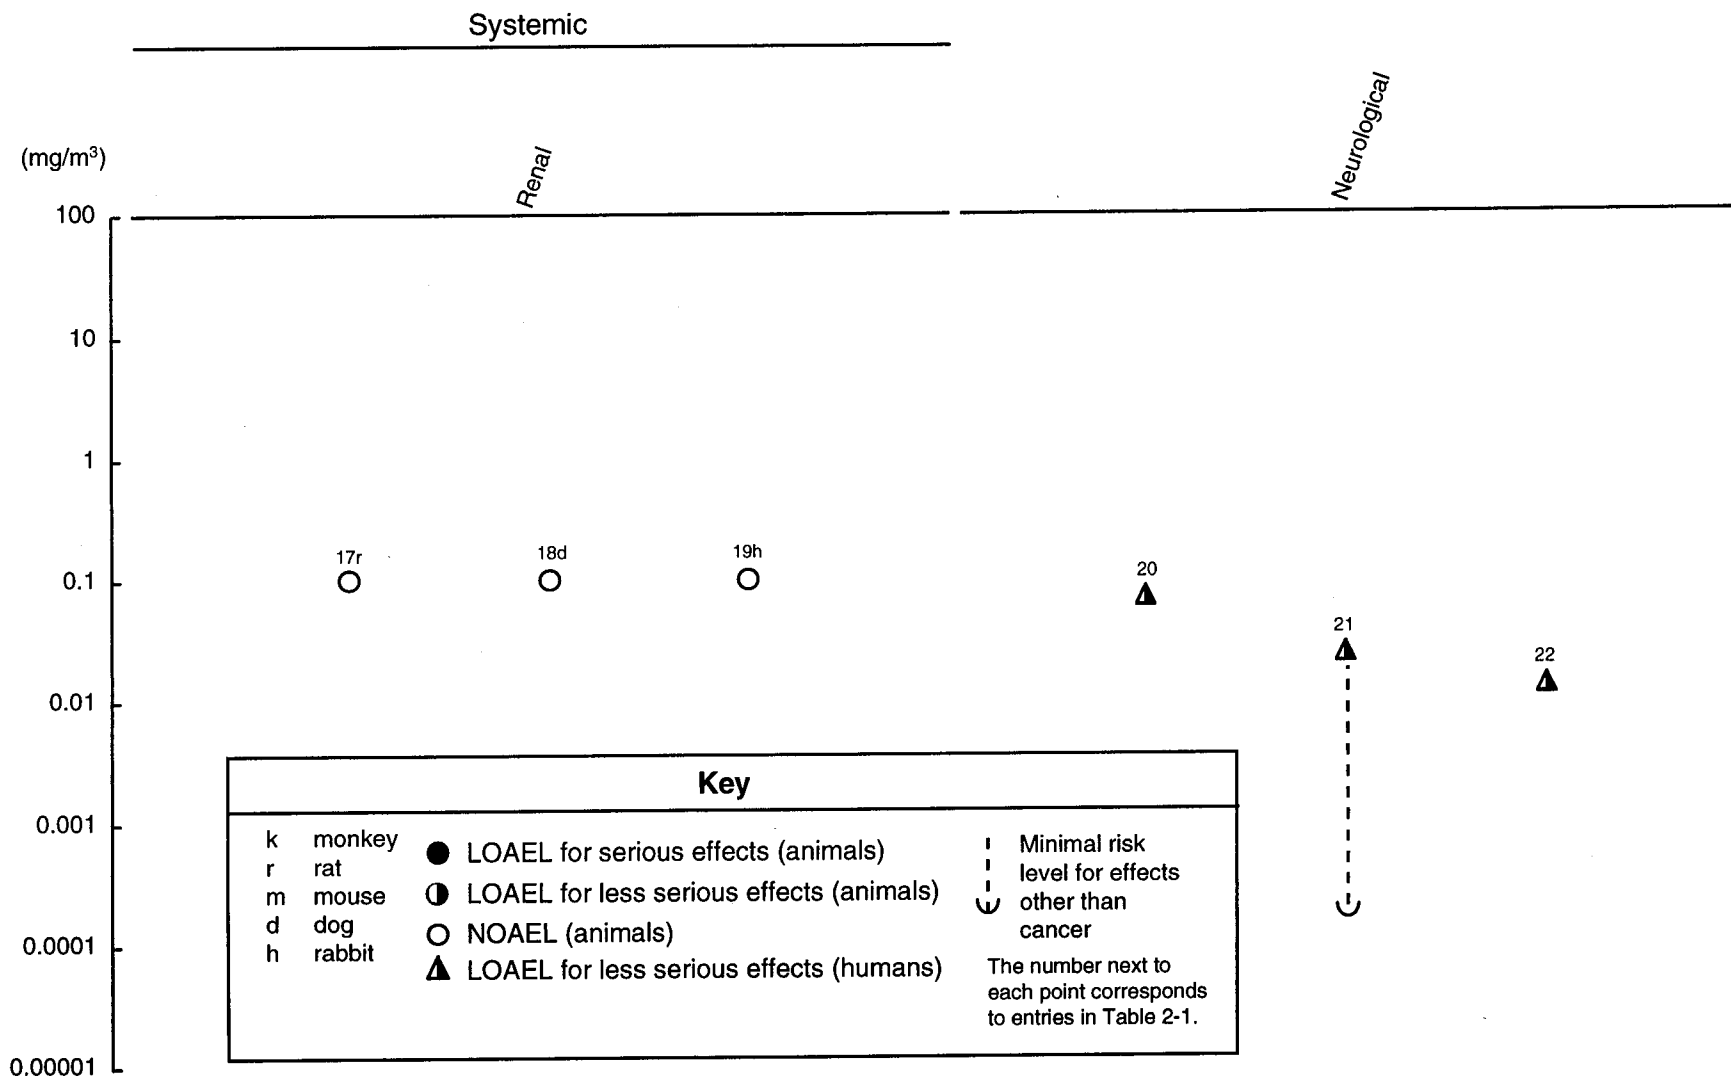 Systemic
(mg/m³)
Renal
Neurological
100
10
1
0.1
0.01
0.001
0.0001
0.00001
17r
18d
19h
20
21
22
Key
k monkey
r rat
m mouse
d dog
h rabbit
LOAEL for serious effects (animals)
LOAEL for less serious effects (animals)
NOAEL (animals)
LOAEL for less serious effects (humans)
Minimal risk
level for effects
other than
cancer
The number next to
each point corresponds
to entries in Table 2-1.